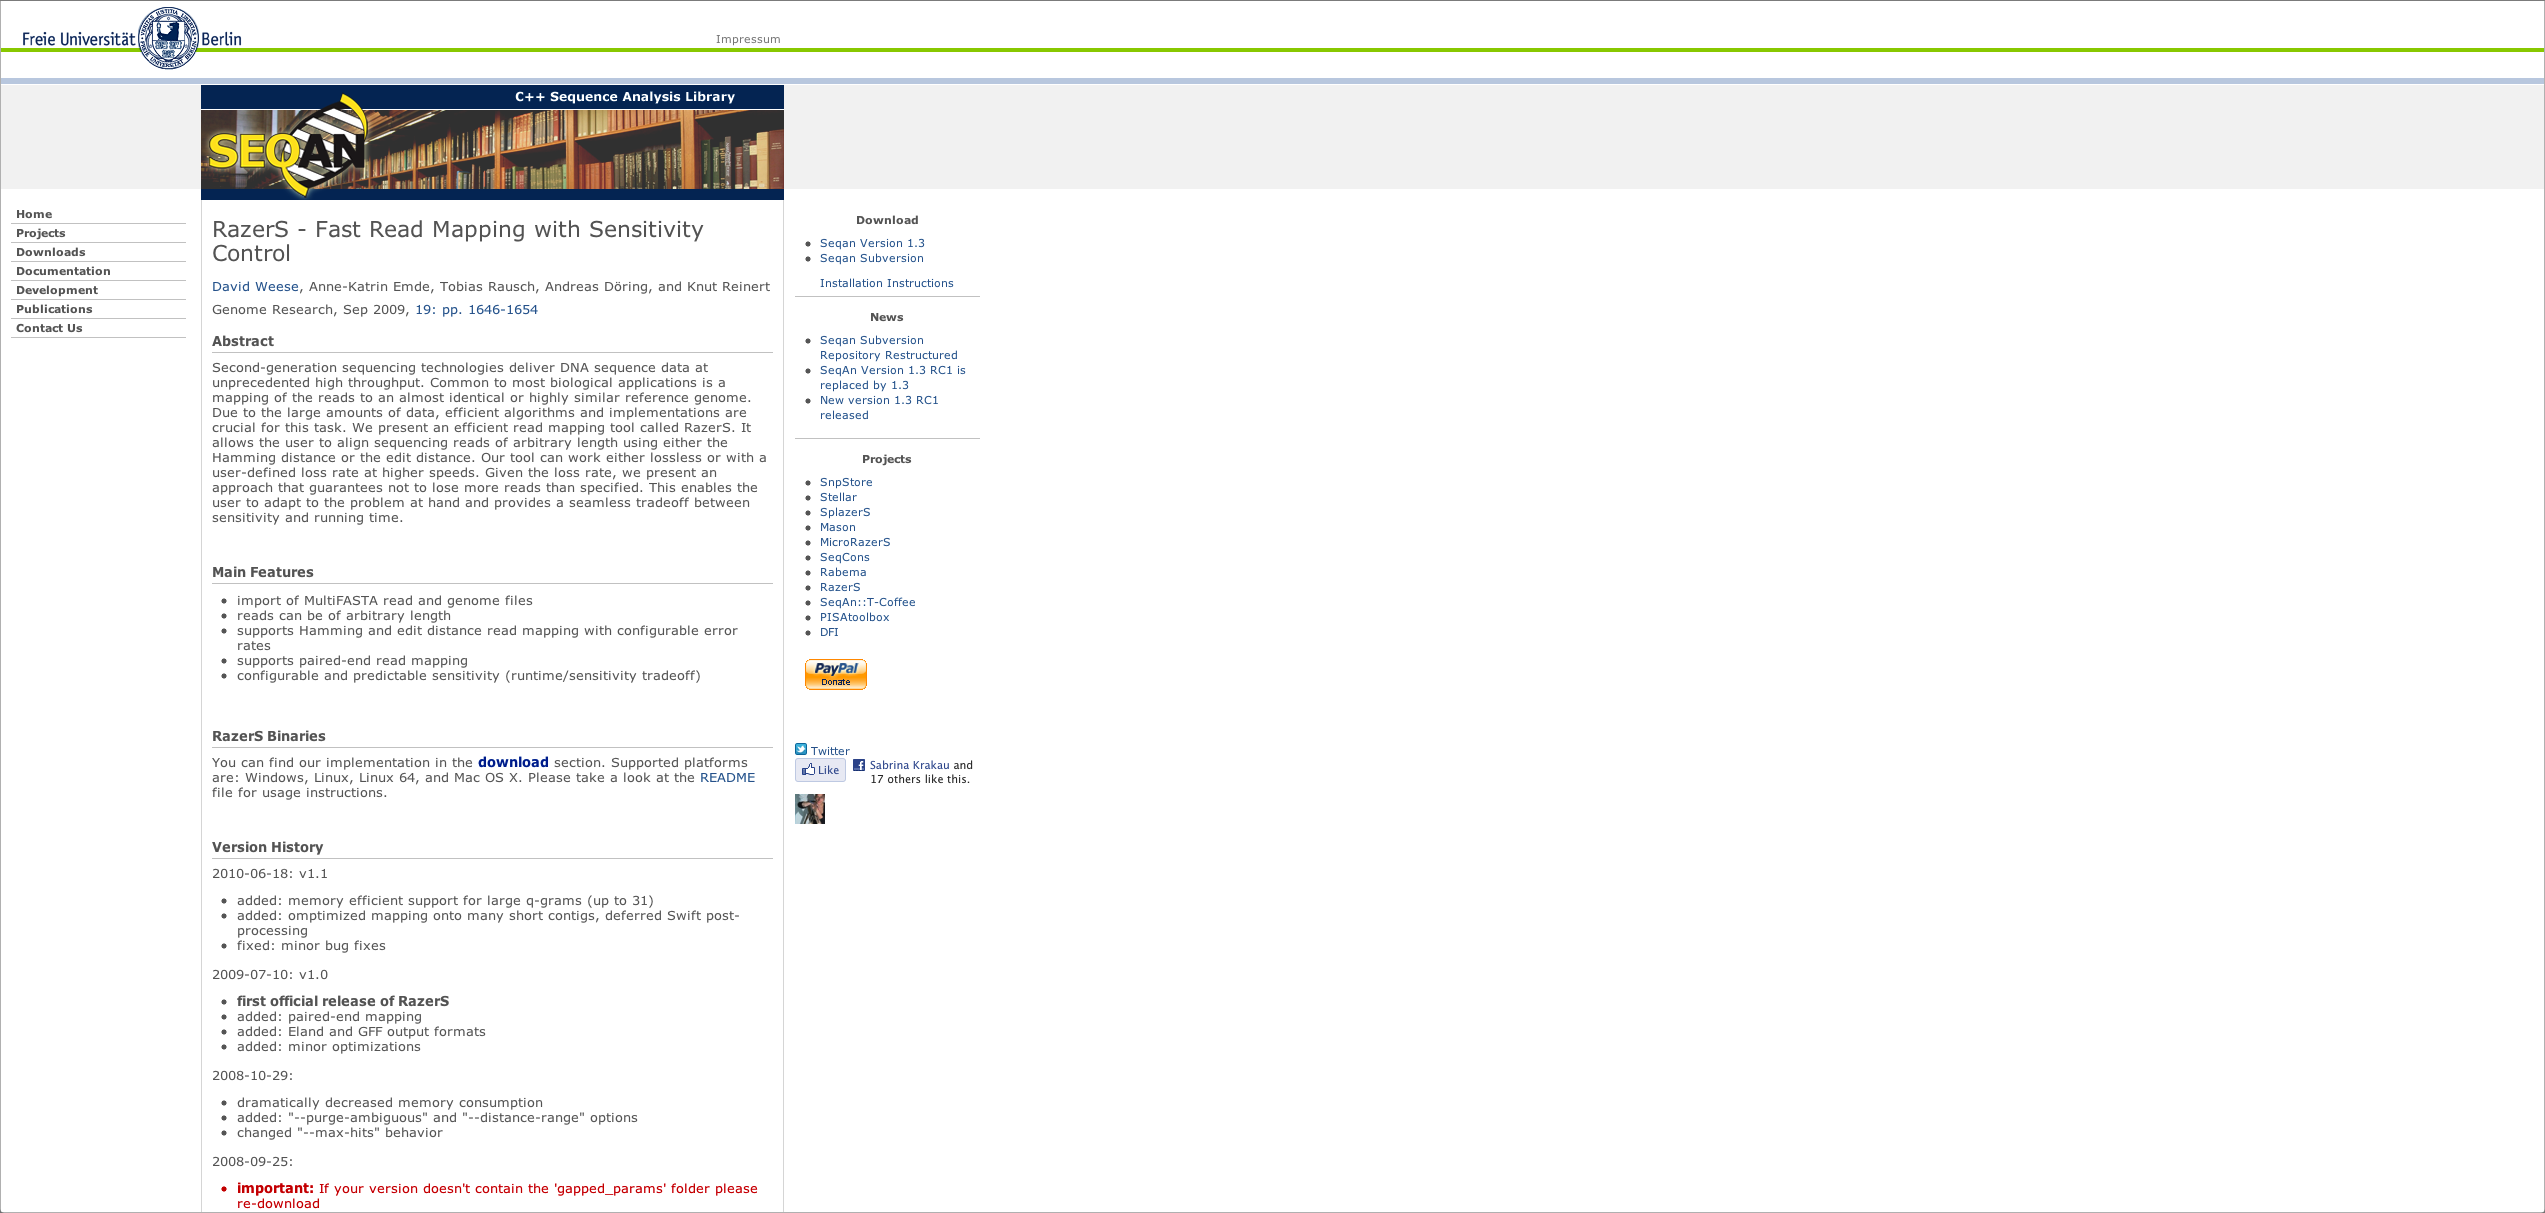 Freie Universität Berlin
Impressum
C++ Sequence Analysis Library
SEQAN
Home
Projects
Downloads
Documentation
Development
Publications
Contact Us
RazerS - Fast Read Mapping with Sensitivity
Control
David Weese, Anne-Katrin Emde, Tobias Rausch, Andreas Döring, and Knut Reinert
Genome Research, Sep 2009, 19: pp. 1646-1654
Abstract
Second-generation sequencing technologies deliver DNA sequence data at
unprecedented high throughput. Common to most biological applications is a
mapping of the reads to an almost identical or highly similar reference genome.
Due to the large amounts of data, efficient algorithms and implementations are
crucial for this task. We present an efficient read mapping tool called RazerS. It
allows the user to align sequencing reads of arbitrary length using either the
Hamming distance or the edit distance. Our tool can work either lossless or with a
user-defined loss rate at higher speeds. Given the loss rate, we present an
approach that guarantees not to lose more reads than specified. This enables the
user to adapt to the problem at hand and provides a seamless tradeoff between
sensitivity and running time.
Main Features
import of MultiFASTA read and genome files
reads can be of arbitrary length
supports Hamming and edit distance read mapping with configurable error
rates
supports paired-end read mapping
configurable and predictable sensitivity (runtime/sensitivity tradeoff)
RazerS Binaries
You can find our implementation in the download section. Supported platforms
are: Windows, Linux, Linux 64, and Mac OS X. Please take a look at the README
file for usage instructions.
Version History
2010-06-18: v1.1
added: memory efficient support for large q-grams (up to 31)
added: omptimized mapping onto many short contigs, deferred Swift post-
processing
fixed: minor bug fixes
2009-07-10: v1.0
first official release of RazerS
added: paired-end mapping
added: Eland and GFF output formats
added: minor optimizations
2008-10-29:
dramatically decreased memory consumption
added: "--purge-ambiguous" and "--distance-range" options
changed "--max-hits" behavior
2008-09-25:
important: If your version doesn't contain the 'gapped_params' folder please
re-download
Download
Seqan Version 1.3
Seqan Subversion
Installation Instructions
News
Seqan Subversion
Repository Restructured
SeqAn Version 1.3 RC1 is
replaced by 1.3
New version 1.3 RC1
released
Projects
SnpStore
Stellar
SplazerS
Mason
MicroRazerS
SeqCons
Rabema
RazerS
SeqAn::T-Coffee
PISAtoolbox
DFI
PayPal
Donate
Twitter
Like
Sabrina Krakau and
17 others like this.